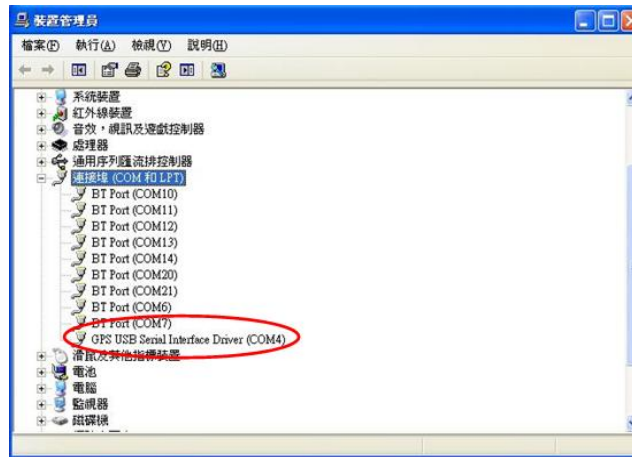 裝置管理員
檔案(F) 執行(A) 檢視(V) 說明(H)
系統裝置
紅外線裝置
音效，視訊及遊戲控制器
處理器
通用序列匯流排控制器
連接埠 (COM 和 LPT)
BT Port (COM10)
BT Port (COM11)
BT Port (COM12)
BT Port (COM13)
BT Port (COM14)
BT Port (COM20)
BT Port (COM21)
BT Port (COM6)
BT Port (COM7)
GPS USB Serial Interface Driver (COM4)
滑鼠及其他指標裝置
電池
電腦
監視器
磁碟機